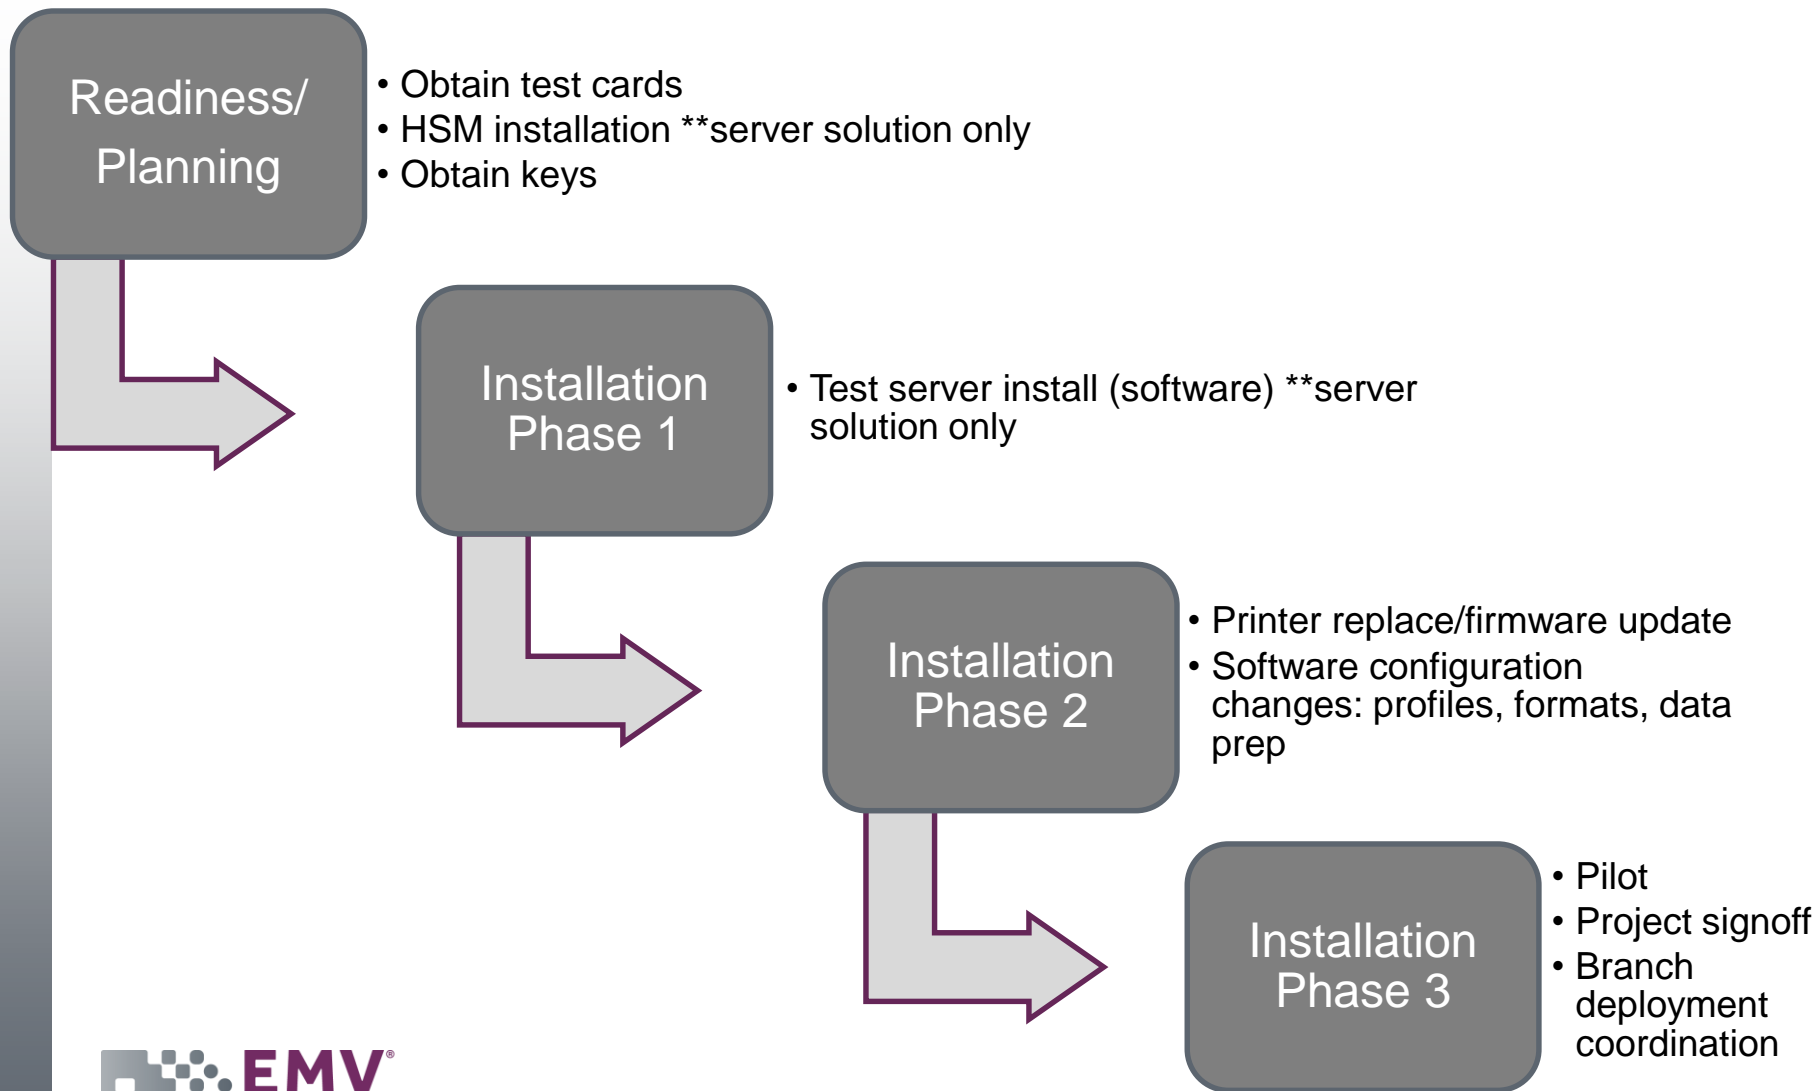 Readiness/
Planning
• Obtain test cards
• HSM installation **server solution only
• Obtain keys
Installation
Phase 1
• Test server install (software) **server
solution only
Installation
Phase 2
• Printer replace/firmware update
• Software configuration
changes: profiles, formats, data
prep
Installation
Phase 3
• Pilot
• Project signoff
• Branch
deployment
coordination
EMV®